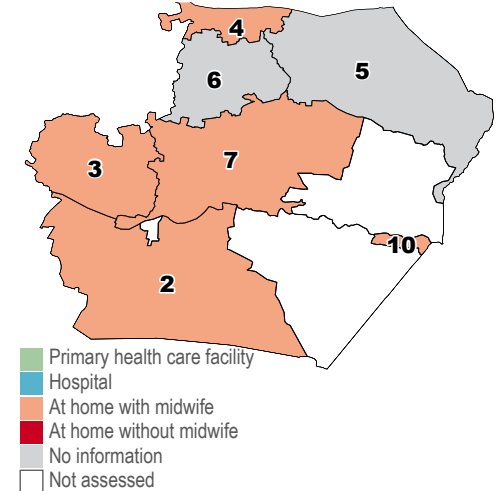 4
6
5
3
7
10
2
Primary health care facility
Hospital
At home with midwife
At home without midwife
No information
Not assessed